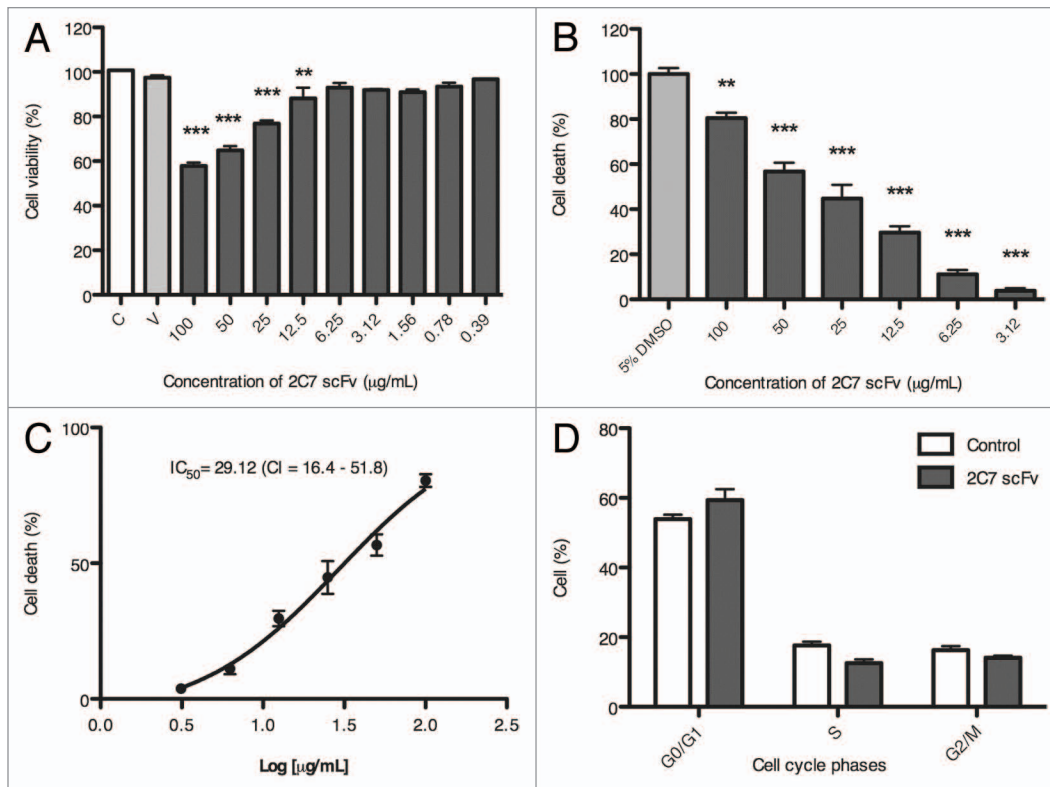 A
Cell viability (%)
120
100
80
60
40
20
0
***
***
***
**
C
V
100
50
25
12.5
6.25
3.12
1.56
0.78
0.39
Concentration of 2C7 scFv (μg/mL)
B
Cell death (%)
120
100
80
60
40
20
0
**
***
***
***
***
***
5% DMSO
100
50
25
12.5
6.25
3.12
Concentration of 2C7 scFv (μg/mL)
C
Cell death (%)
100
50
0
IC50= 29.12 (CI = 16.4 - 51.8)
0.0
0.5
1.0
1.5
2.0
2.5
Log [μg/mL]
D
Cell (%)
80
60
40
20
0
Control
2C7 scFv
G0/G1
S
G2/M
Cell cycle phases